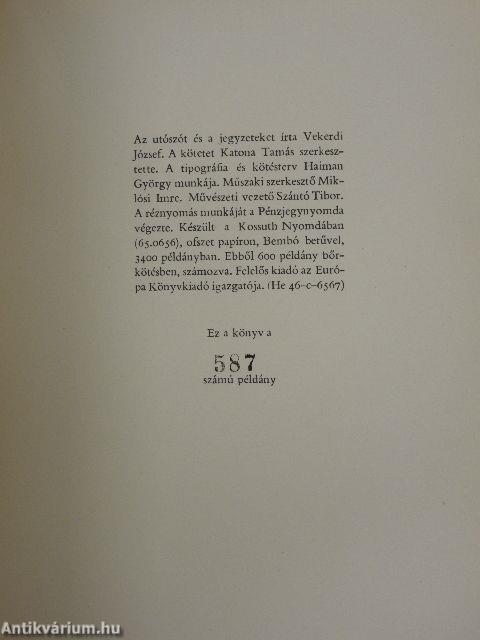 Az utószót és a jegyzeteket írta Vekerdi
József. A kötetet Katona Tamás szerkesz-
tette. A tipográfia és kötésterv Haiman
György munkája. Műszaki szerkesztő Mik-
lósi Imre. Művészeti vezető Szántó Tibor.
A réznyomás munkáját a Pénzjegynyomda
végezte. Készült a Kossuth Nyomdában
(65.0656), ofszet papíron, Bembó betűvel,
3400 példányban. Ebből 600 példány bőr-
kötésben, számozva. Felelős kiadó az Euró-
pa Könyvkiadó igazgatója. (He 46–c–6567)
Ez a könyv a
587
számú példány
Antikvárium.hu